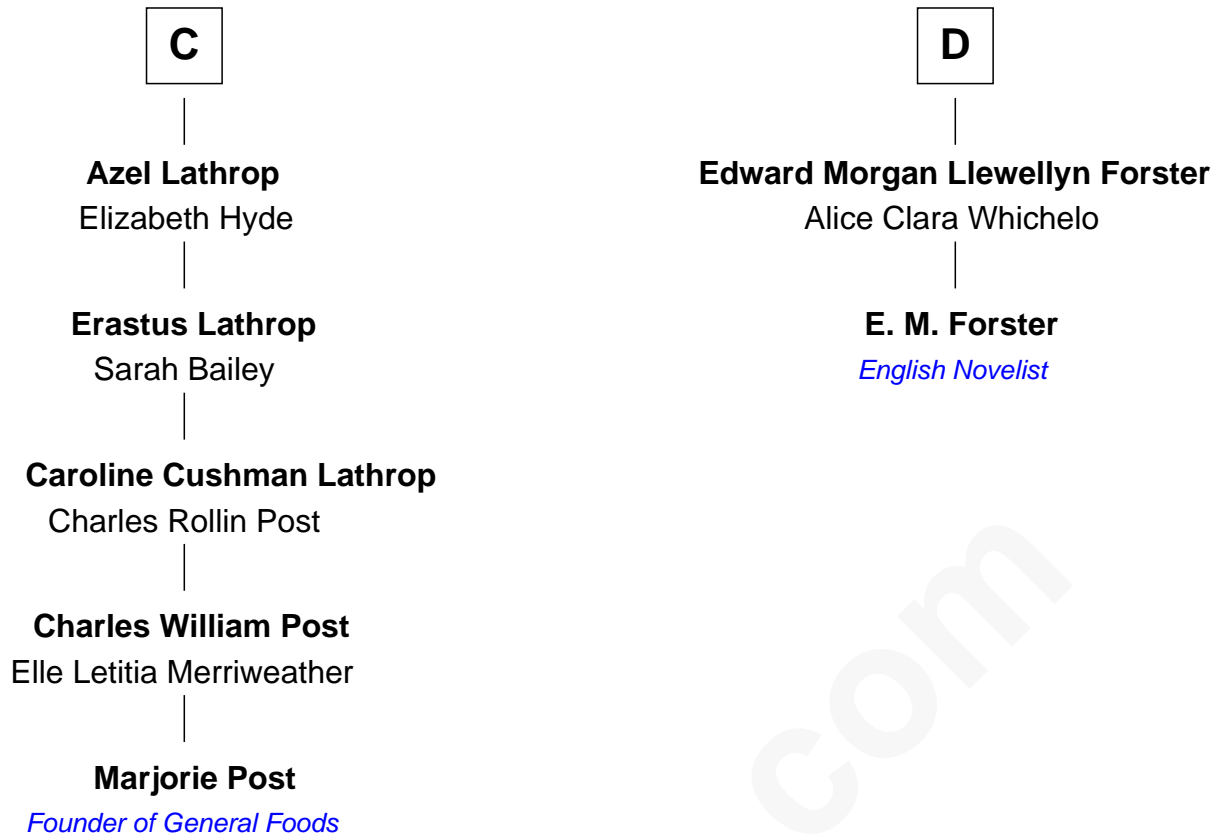 C
Azel Lathrop
Elizabeth Hyde
Erastus Lathrop
Sarah Bailey
Caroline Cushman Lathrop
Charles Rollin Post
Charles William Post
Elle Letitia Merriweather
Marjorie Post
Founder of General Foods
D
Edward Morgan Llewellyn Forster
Alice Clara Whichelo
E. M. Forster
English Novelist
com